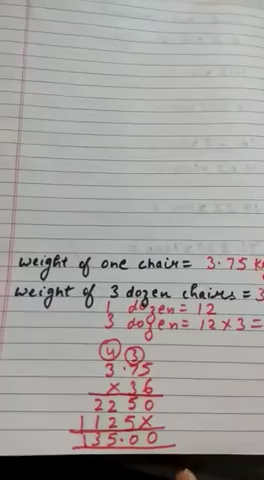 weight of one chair = 3.75
weight of 3 dozen chairs = 3
1 dozen = 12
3 dozen = 12 x 3 =
4 3
3.75
x 36
2250
1125x
135.00